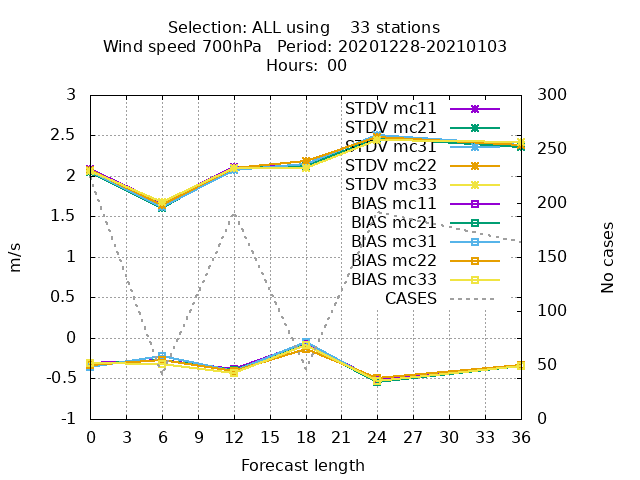 Selection: ALL using 33 stations
Wind speed 700hPa Period: 20201228-20210103
Hours: 00
3
2.5
2
1.5
1
0.5
0
-0.5
-1
m/s
300
250
200
150
100
50
0
No cases
STDV mc11
STDV mc21
STDV mc31
STDV mc22
STDV mc33
BIAS mc11
BIAS mc21
BIAS mc31
BIAS mc22
BIAS mc33
CASES
0 3 6 9 12 15 18 21 24 27 30 33 36
Forecast length